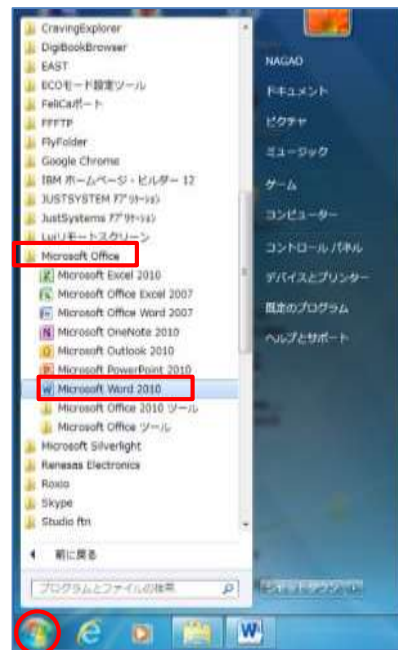 CravingExplorer
DigiBookBrowser
EAST
ECOモード設定ツール
FeliCaポート
FFFTP
FlyFolder
Google Chrome
IBM ホームページ・ビルダー 12
JUSTSYSTEM アプリケーション
JustSystems アプリケーション
Luiリモートスクリーン
Microsoft Office
Microsoft Excel 2010
Microsoft Office Excel 2007
Microsoft Office Word 2007
Microsoft OneNote 2010
Microsoft Outlook 2010
Microsoft PowerPoint 2010
Microsoft Word 2010
Microsoft Office 2010 ツール
Microsoft Office ツール
Microsoft Silverlight
Renesas Electronics
Roxio
Skype
Studio ftn
前に戻る
プログラムとファイルの検索
NAGAO
ドキュメント
ピクチャ
ミュージック
ゲーム
コンピューター
コントロール パネル
デバイスとプリンター
既定のプログラム
ヘルプとサポート